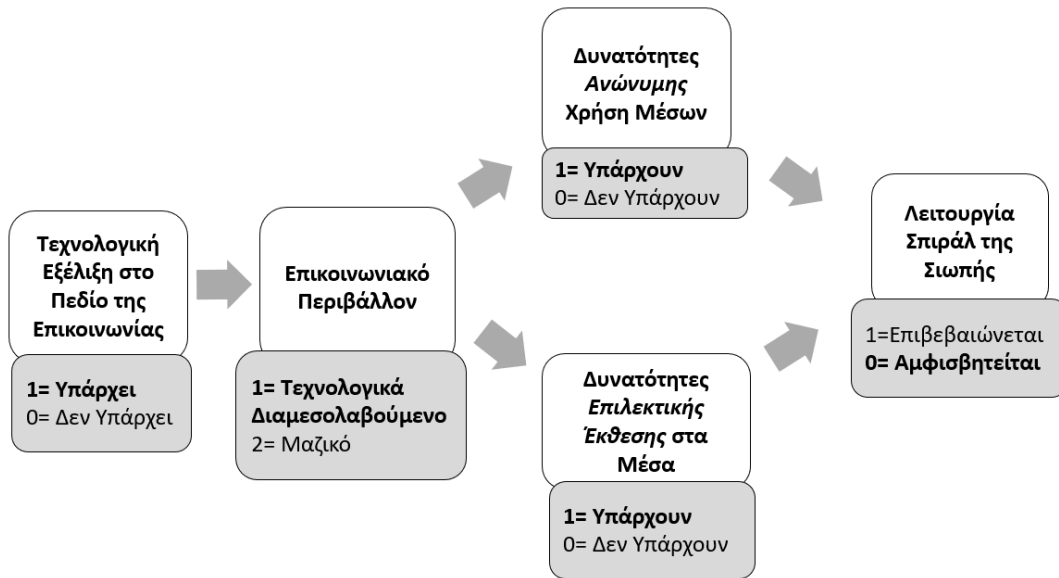 Τεχνολογική
Εξέλιξη στο
Πεδίο της
Επικοινωνίας
1= Υπάρχει
0= Δεν Υπάρχει
Επικοινωνιακό
Περιβάλλον
1= Τεχνολογικά
Διαμεσολαβούμενο
2= Μαζικό
Δυνατότητες
Ανώνυμης
Χρήση Μέσων
1= Υπάρχουν
0= Δεν Υπάρχουν
Δυνατότητες
Επιλεκτικής
Έκθεσης στα
Μέσα
1= Υπάρχουν
0= Δεν Υπάρχουν
Λειτουργία
Σπιράλ της
Σιωπής
1=Επιβεβαιώνεται
0= Αμφισβητείται